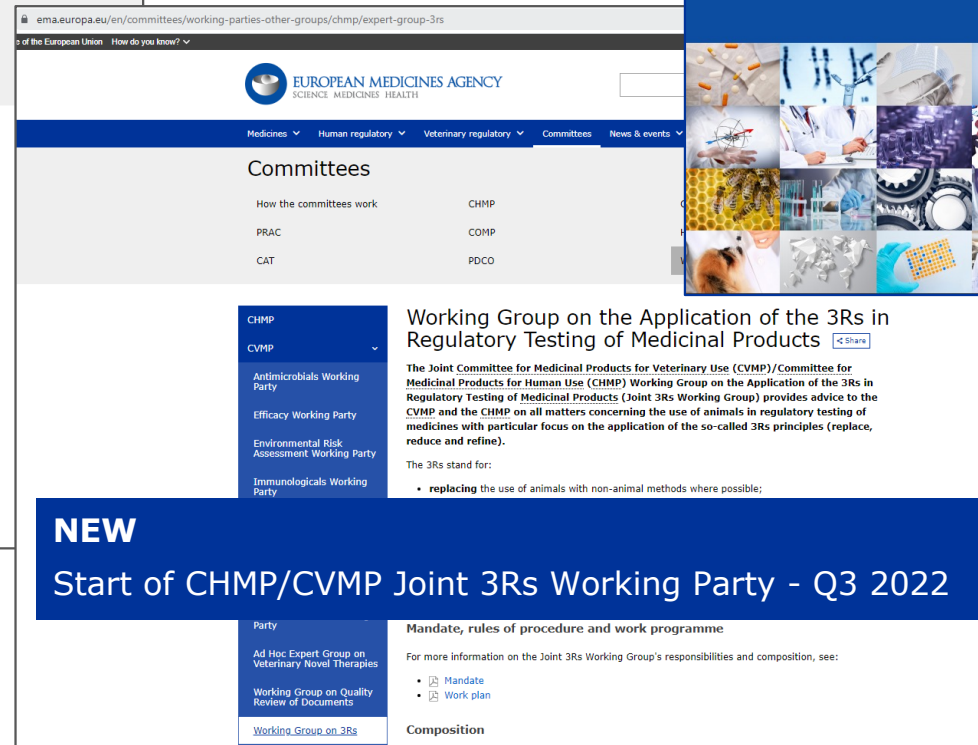 ema.europa.eu/en/committees/working-parties-other-groups/chmp/expert-group-3rs
e of the European Union How do you know?
EUROPEAN MEDICINES AGENCY
SCIENCE MEDICINES HEALTH
Medicines Human regulatory Veterinary regulatory Committees News & events
Committees
How the committees work CHMP
PRAC COMP
CAT PDCO
CHMP
CVMP
Antimicrobials Working
Party
Efficacy Working Party
Environmental Risk
Assessment Working Party
Immunologicals Working
Party
Working Group on the Application of the 3Rs in
Regulatory Testing of Medicinal Products Share
The Joint Committee for Medicinal Products for Veterinary Use (CVMP)/Committee for
Medicinal Products for Human Use (CHMP) Working Group on the Application of the 3Rs in
Regulatory Testing of Medicinal Products (Joint 3Rs Working Group) provides advice to the
CVMP and the CHMP on all matters concerning the use of animals in regulatory testing of
medicines with particular focus on the application of the so-called 3Rs principles (replace,
reduce and refine).
The 3Rs stand for:
• replacing the use of animals with non-animal methods where possible;
NEW
Start of CHMP/CVMP Joint 3Rs Working Party - Q3 2022
Party
Ad Hoc Expert Group on
Veterinary Novel Therapies
Working Group on Quality
Review of Documents
Working Group on 3Rs
Mandate, rules of procedure and work programme
For more information on the Joint 3Rs Working Group's responsibilities and composition, see:
• Mandate
• Work plan
Composition